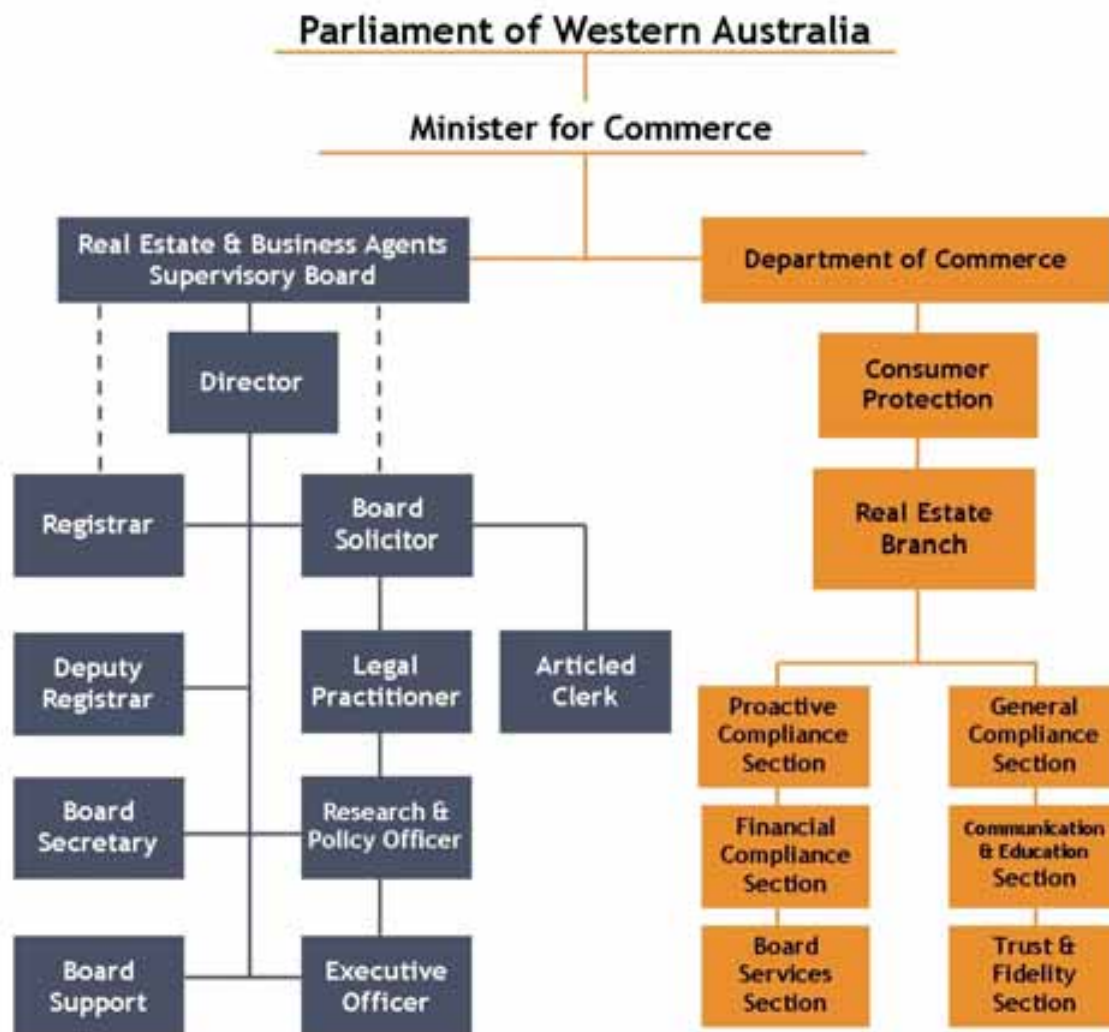 Parliament of Western Australia
Minister for Commerce
Real Estate & Business Agents
Supervisory Board
Department of Commerce
Director
Consumer
Protection
Registrar
Board
Solicitor
Real Estate
Branch
Deputy
Registrar
Legal
Practitioner
Articled
Clerk
Proactive
Compliance
Section
General
Compliance
Section
Board
Secretary
Research &
Policy Officer
Financial
Compliance
Section
Communication
& Education
Section
Board
Support
Executive
Officer
Board
Services
Section
Trust &
Fidelity
Section